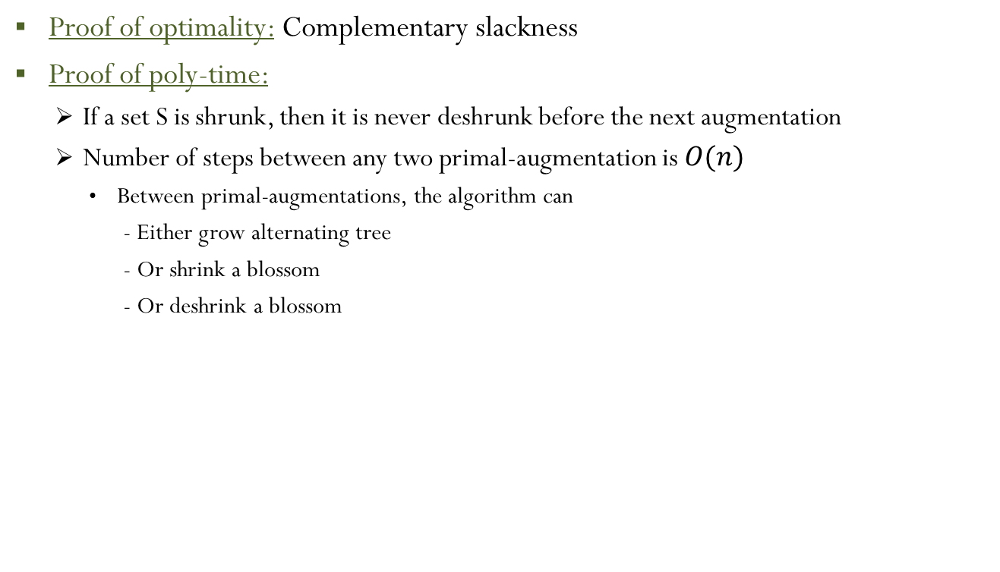 ▪ Proof of optimality: Complementary slackness
▪ Proof of poly-time:
➢ If a set S is shrunk, then it is never deshrunk before the next augmentation
➢ Number of steps between any two primal-augmentation is 𝑂(𝑛)
• Between primal-augmentations, the algorithm can
- Either grow alternating tree
- Or shrink a blossom
- Or deshrink a blossom